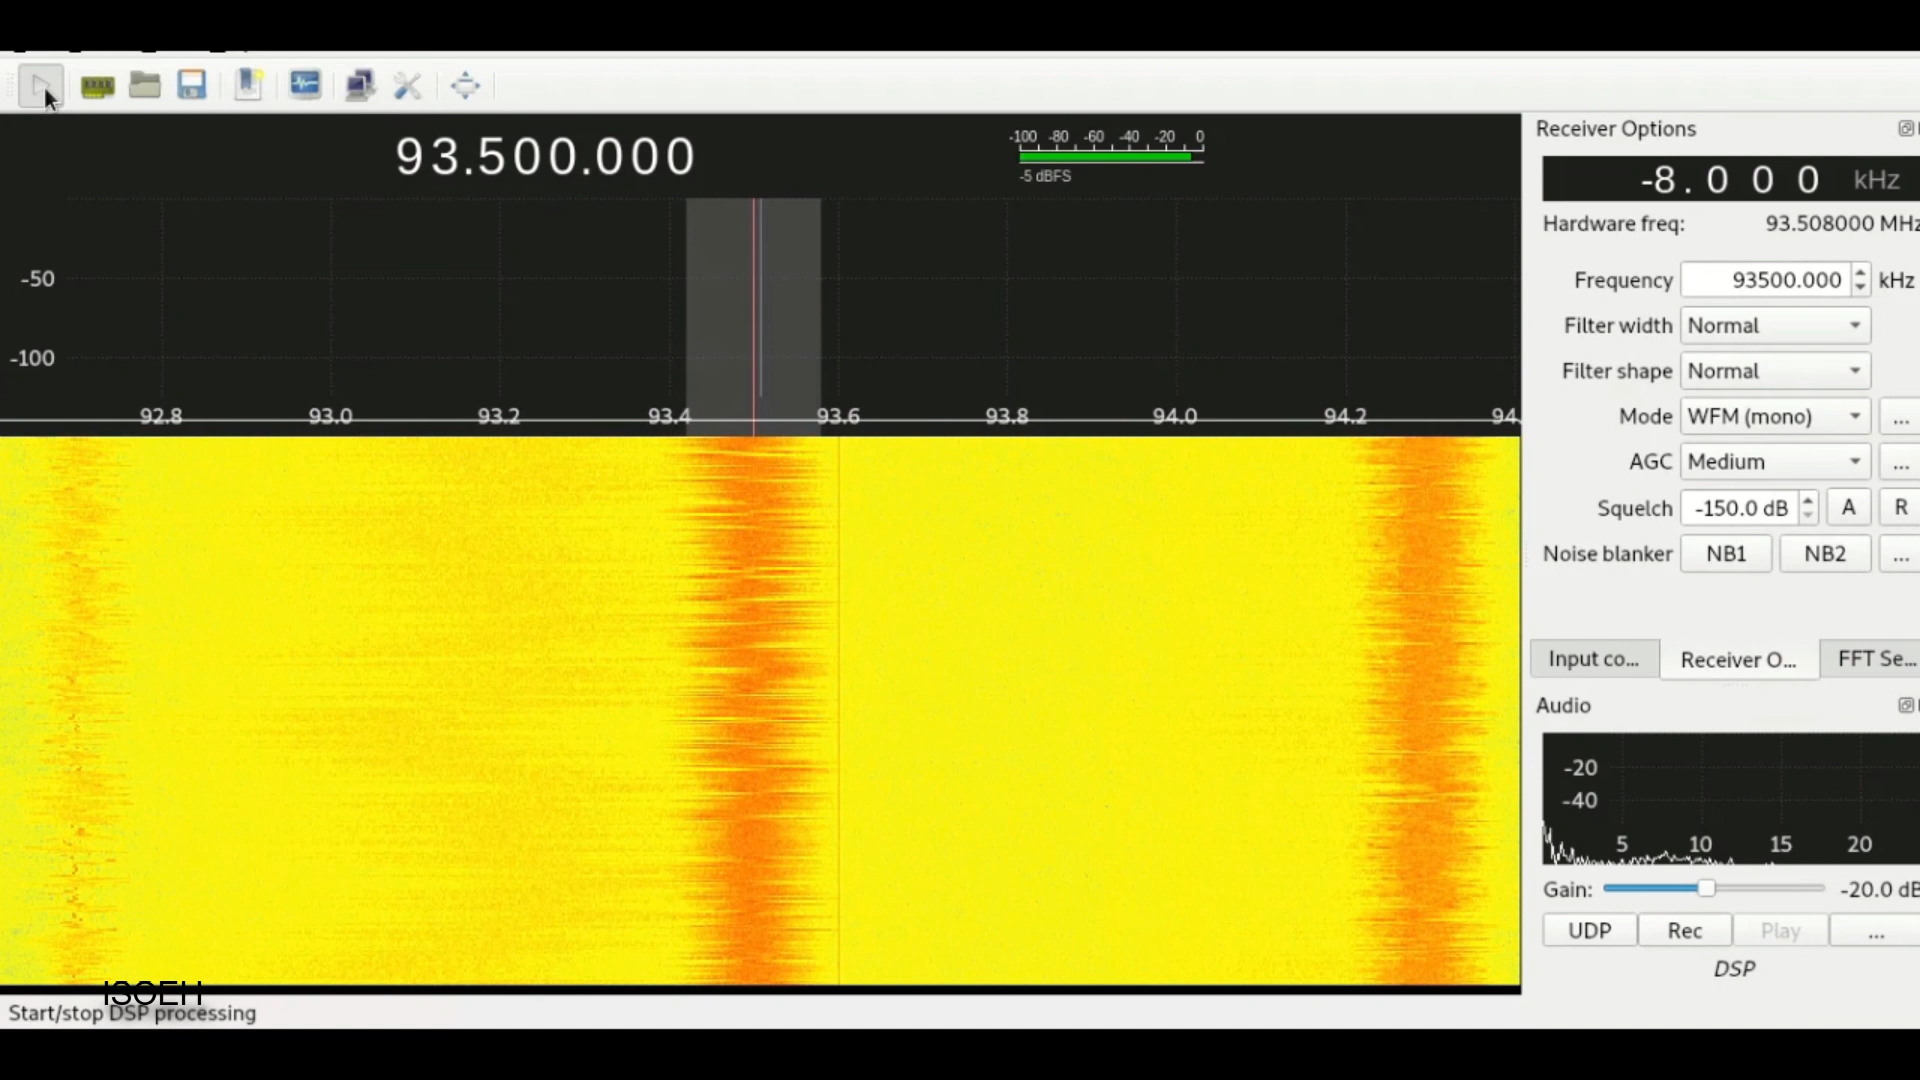 93.500.000
-100 -80 -60 -40 -20 0
-5 dBFS
-50
-100
92.8 93.0 93.2 93.4 93.6 93.8 94.0 94.2 94.
Receiver Options
-8.000 kHz
Hardware freq: 93.508000 MHz
Frequency 93500.000 kHz
Filter width Normal
Filter shape Normal
Mode WFM (mono) ...
AGC Medium ...
Squelch -150.0 dB A R
Noise blanker NB1 NB2 ...
Input co... Receiver O... FFT Se...
Audio
-20
-40
5 10 15 20
Gain: -20.0 dB
UDP Rec Play ...
DSP
ISOEH
Start/stop DSP processing